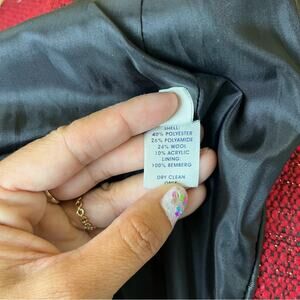 SHELL:
40% POLYESTER
26% POLYAMIDE
24% WOOL
10% ACRYLIC
LINING:
100% BEMBERG
DRY CLEAN
ONLY